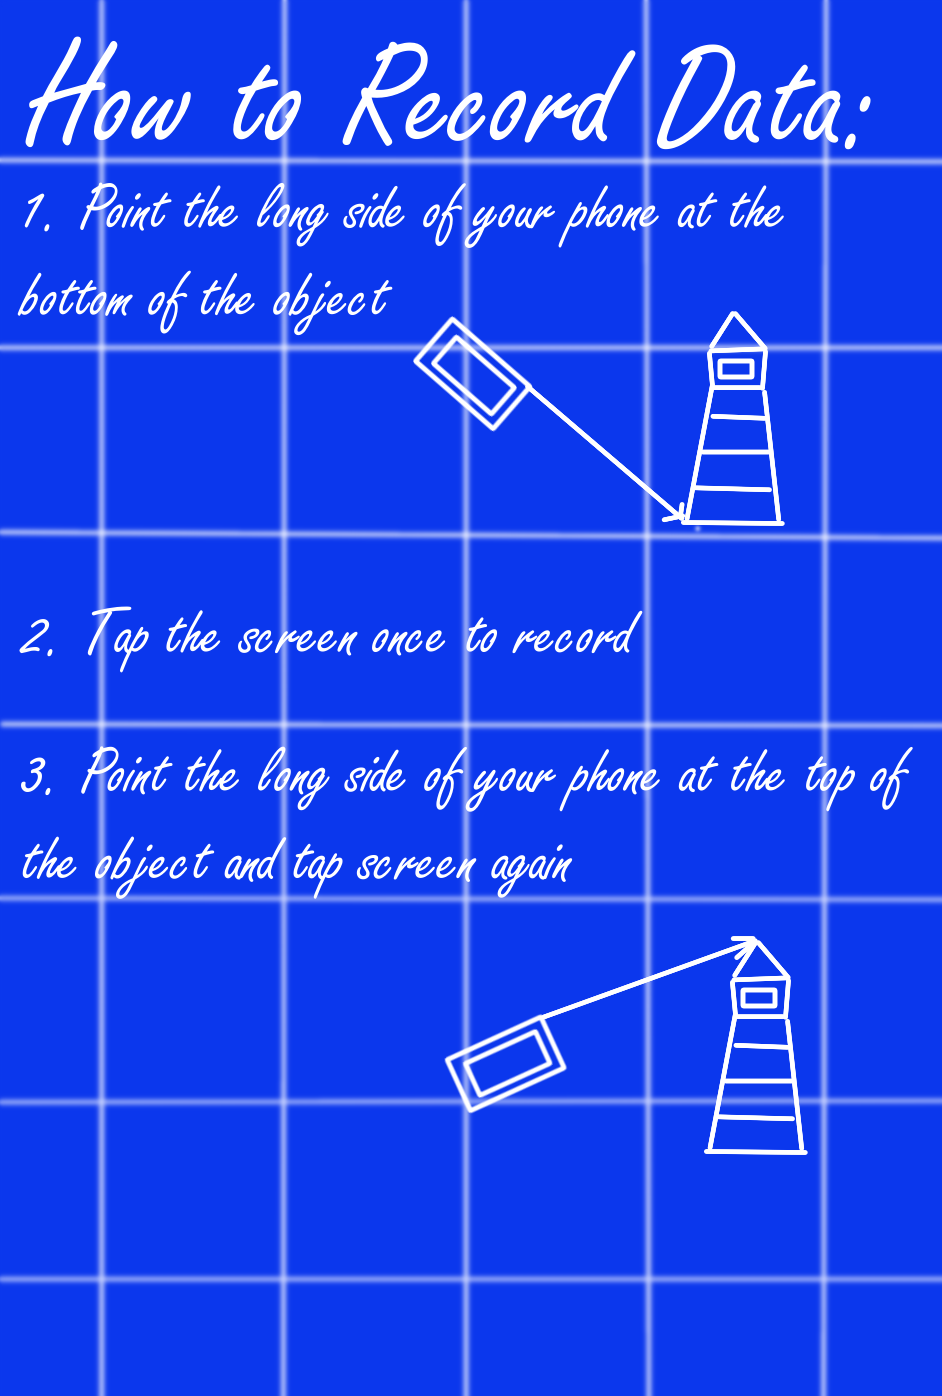 How to Record Data:
1. Point the long side of your phone at the
bottom of the object
2. Tap the screen once to record
3. Point the long side of your phone at the top of
the object and tap screen again